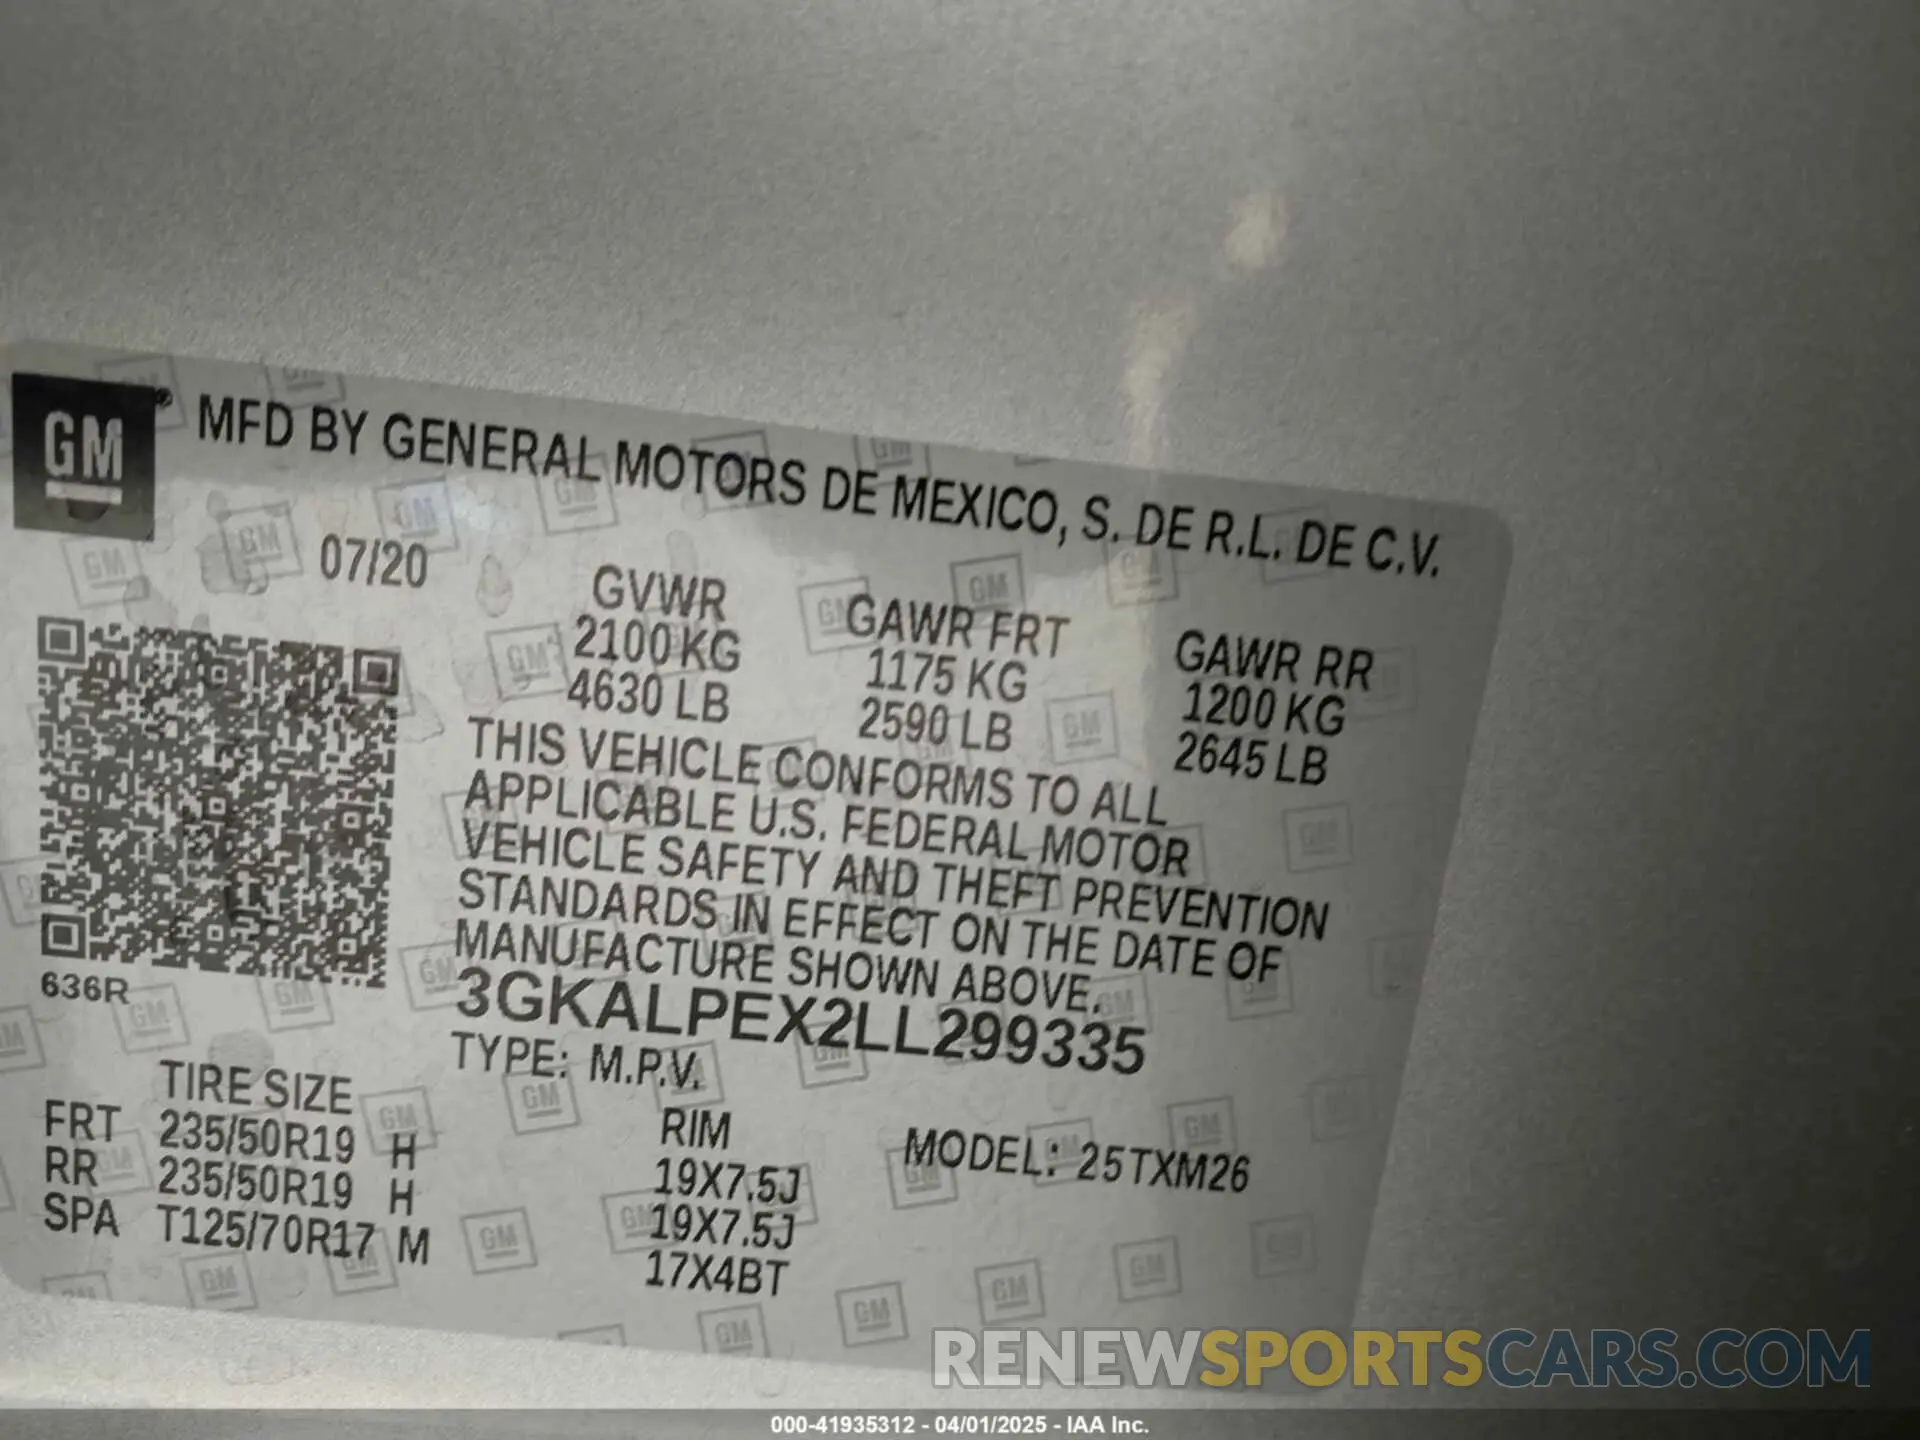 GM® MFD BY GENERAL MOTORS DE MEXICO, S. DE R.L. DE C.V.
07/20
GVWR GAWR FRT GAWR RR
2100 KG 1175 KG 1200 KG
4630 LB 2590 LB 2645 LB
THIS VEHICLE CONFORMS TO ALL
APPLICABLE U.S. FEDERAL MOTOR
VEHICLE SAFETY AND THEFT PREVENTION
STANDARDS IN EFFECT ON THE DATE OF
MANUFACTURE SHOWN ABOVE.
636R
3GKALPEX2LL299335
TYPE: M.P.V.
TIRE SIZE RIM MODEL: 25TXM26
FRT 235/50R19 H 19X7.5J
RR 235/50R19 H 19X7.5J
SPA T125/70R17 M 17X4BT
RENEWSPORTSCARS.COM
000-41935312 - 04/01/2025 - IAA Inc.